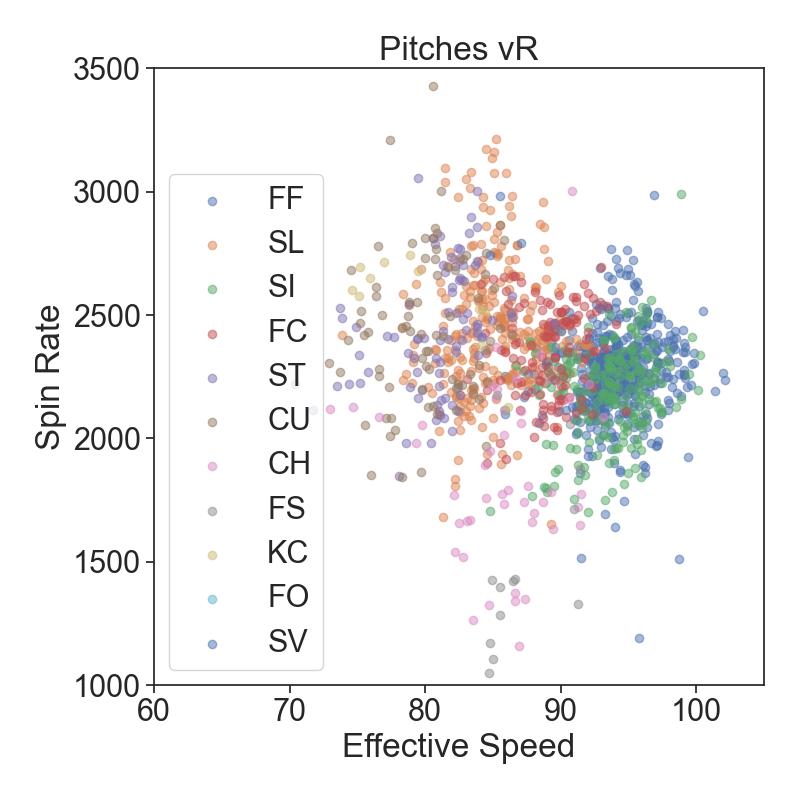 Pitches vR
3500
3000
2500
2000
1500
1000
Spin Rate
FF
SL
SI
FC
ST
CU
CH
FS
KC
FO
SV
60
70
80
90
100
Effective Speed